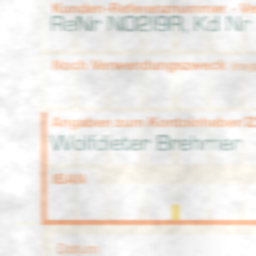 Kunden-Referenznummer - Ve
ReNr N0219R, Kd Nr
Noch Verwendungszweck
Angaben zum Kontoinhaber/Z
Wolfdieter Brehmer
IBAN
Datum